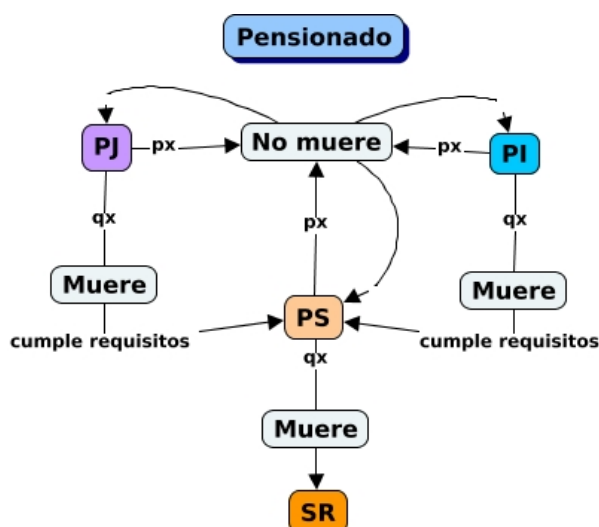 Pensionado
No muere
PJ
px
px
PI
qx
px
qx
Muere
Muere
PS
cumple requisitos
cumple requisitos
qx
Muere
SR